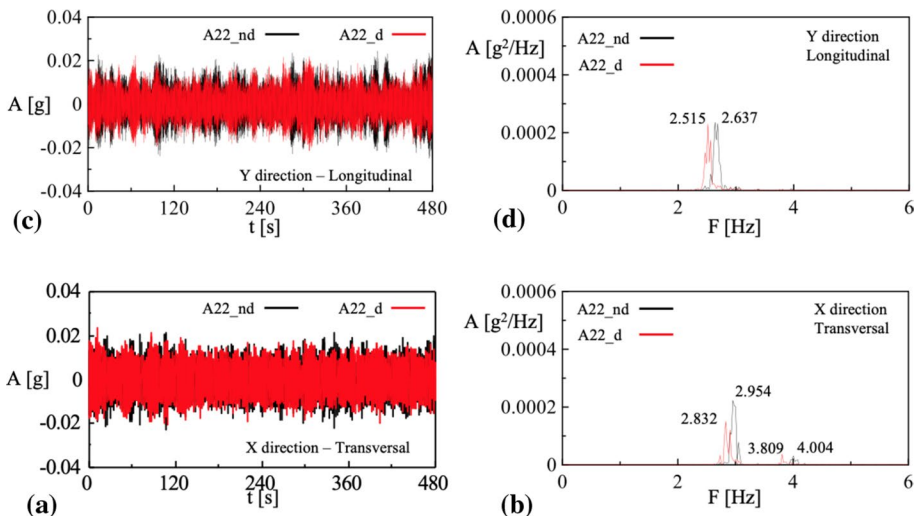 0.04
A22_nd A22_d
0.02
A [g] 0
-0.02
Y direction – Longitudinal
-0.04
0 120 240 360 480
t [s]
(c)
0.0006
A [g²/Hz]
A22_nd
A22_d
Y direction
Longitudinal
0.0004
2.515 2.637
0.0002
0
0 2 4 6
F [Hz]
(d)
0.04
A22_nd A22_d
0.02
A [g] 0
-0.02
X direction – Transversal
-0.04
0 120 240 360 480
t [s]
(a)
0.0006
A [g²/Hz]
A22_nd
A22_d
X direction
Transversal
0.0004
2.954
0.0002
2.832
3.809 4.004
0
0 2 4 6
F [Hz]
(b)